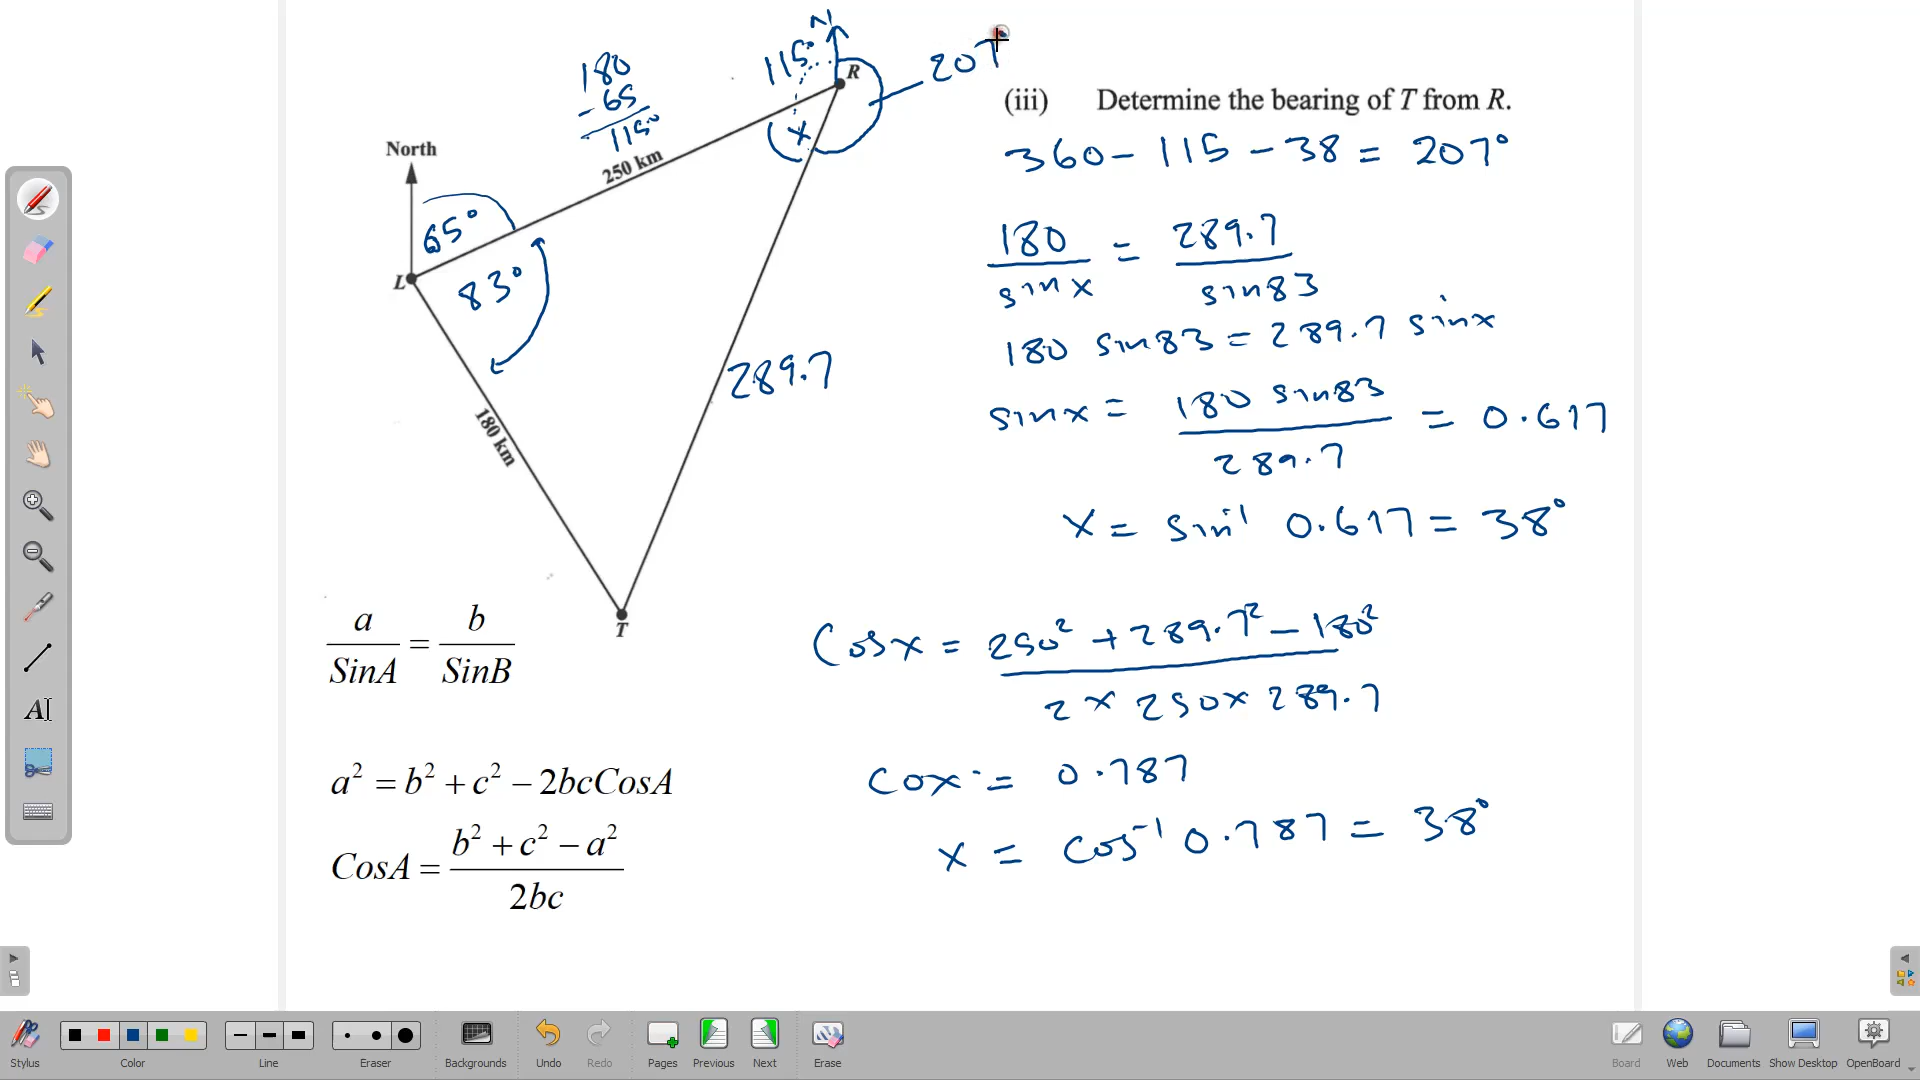 180
- 65
115°
115°
N
R
207
(iii) Determine the bearing of T from R.
360 - 115 - 38 = 207°
North
65°
250 km
x
L
83°
180 km
289.7
T
180 / sin x = 289.7 / sin 83
180 sin 83 = 289.7 sin x
sin x = 180 sin 83 / 289.7 = 0.617
x = sin⁻¹ 0.617 = 38°
a / SinA = b / SinB
Cos x = 250² + 289.7² - 180² / 2 × 250 × 289.7
a² = b² + c² − 2bcCosA
Cox = 0.787
CosA = b² + c² − a² / 2bc
x = cos⁻¹ 0.787 = 38°
Stylus Color Line Eraser Backgrounds Undo Redo Pages Previous Next Erase Board Web Documents Show Desktop OpenBoard